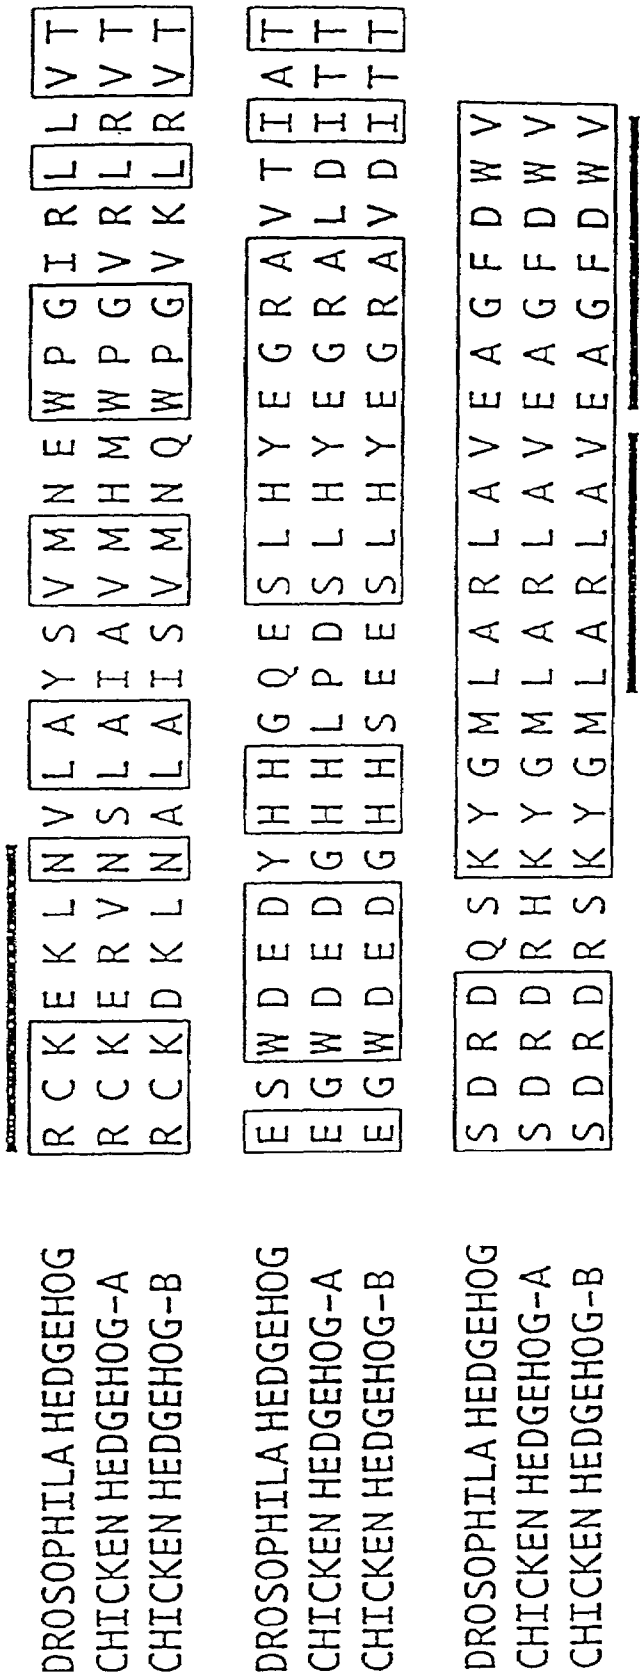 DROSOPHILA HEDGEHOG R C K E K L N V L A Y S V M N E W P G I R L L V T
CHICKEN HEDGEHOG-A R C K E R V N S L A I A V M H M W P G V R L R V T
CHICKEN HEDGEHOG-B R C K D K L N A L A I S V M N Q W P G V K L R V T
DROSOPHILA HEDGEHOG E S W D E D Y H H G Q E S L H Y E G R A V T I A T
CHICKEN HEDGEHOG-A E G W D E D G H H L P D S L H Y E G R A L D I T T
CHICKEN HEDGEHOG-B E G W D E D G H H S E E S L H Y E G R A V D I T T
DROSOPHILA HEDGEHOG S D R D Q S K Y G M L A R L A V E A G F D W V
CHICKEN HEDGEHOG-A S D R D R H K Y G M L A R L A V E A G F D W V
CHICKEN HEDGEHOG-B S D R D R S K Y G M L A R L A V E A G F D W V